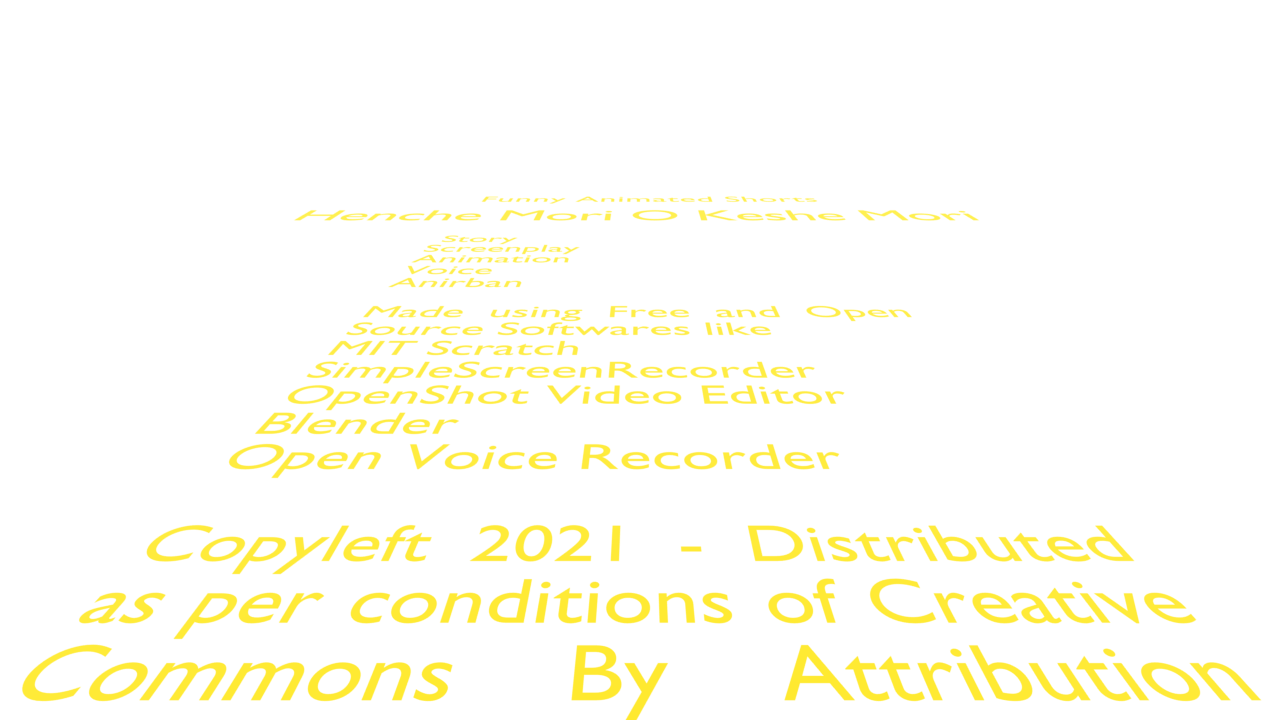 Funny Animated Shorts
Henche Mori O Keshe Mori
Story
Screenplay
Animation
Voice
Anirban
Made using Free and Open
Source Softwares like
MIT Scratch
SimpleScreenRecorder
OpenShot Video Editor
Blender
Open Voice Recorder
Copyleft 2021 - Distributed
as per conditions of Creative
Commons By Attribution